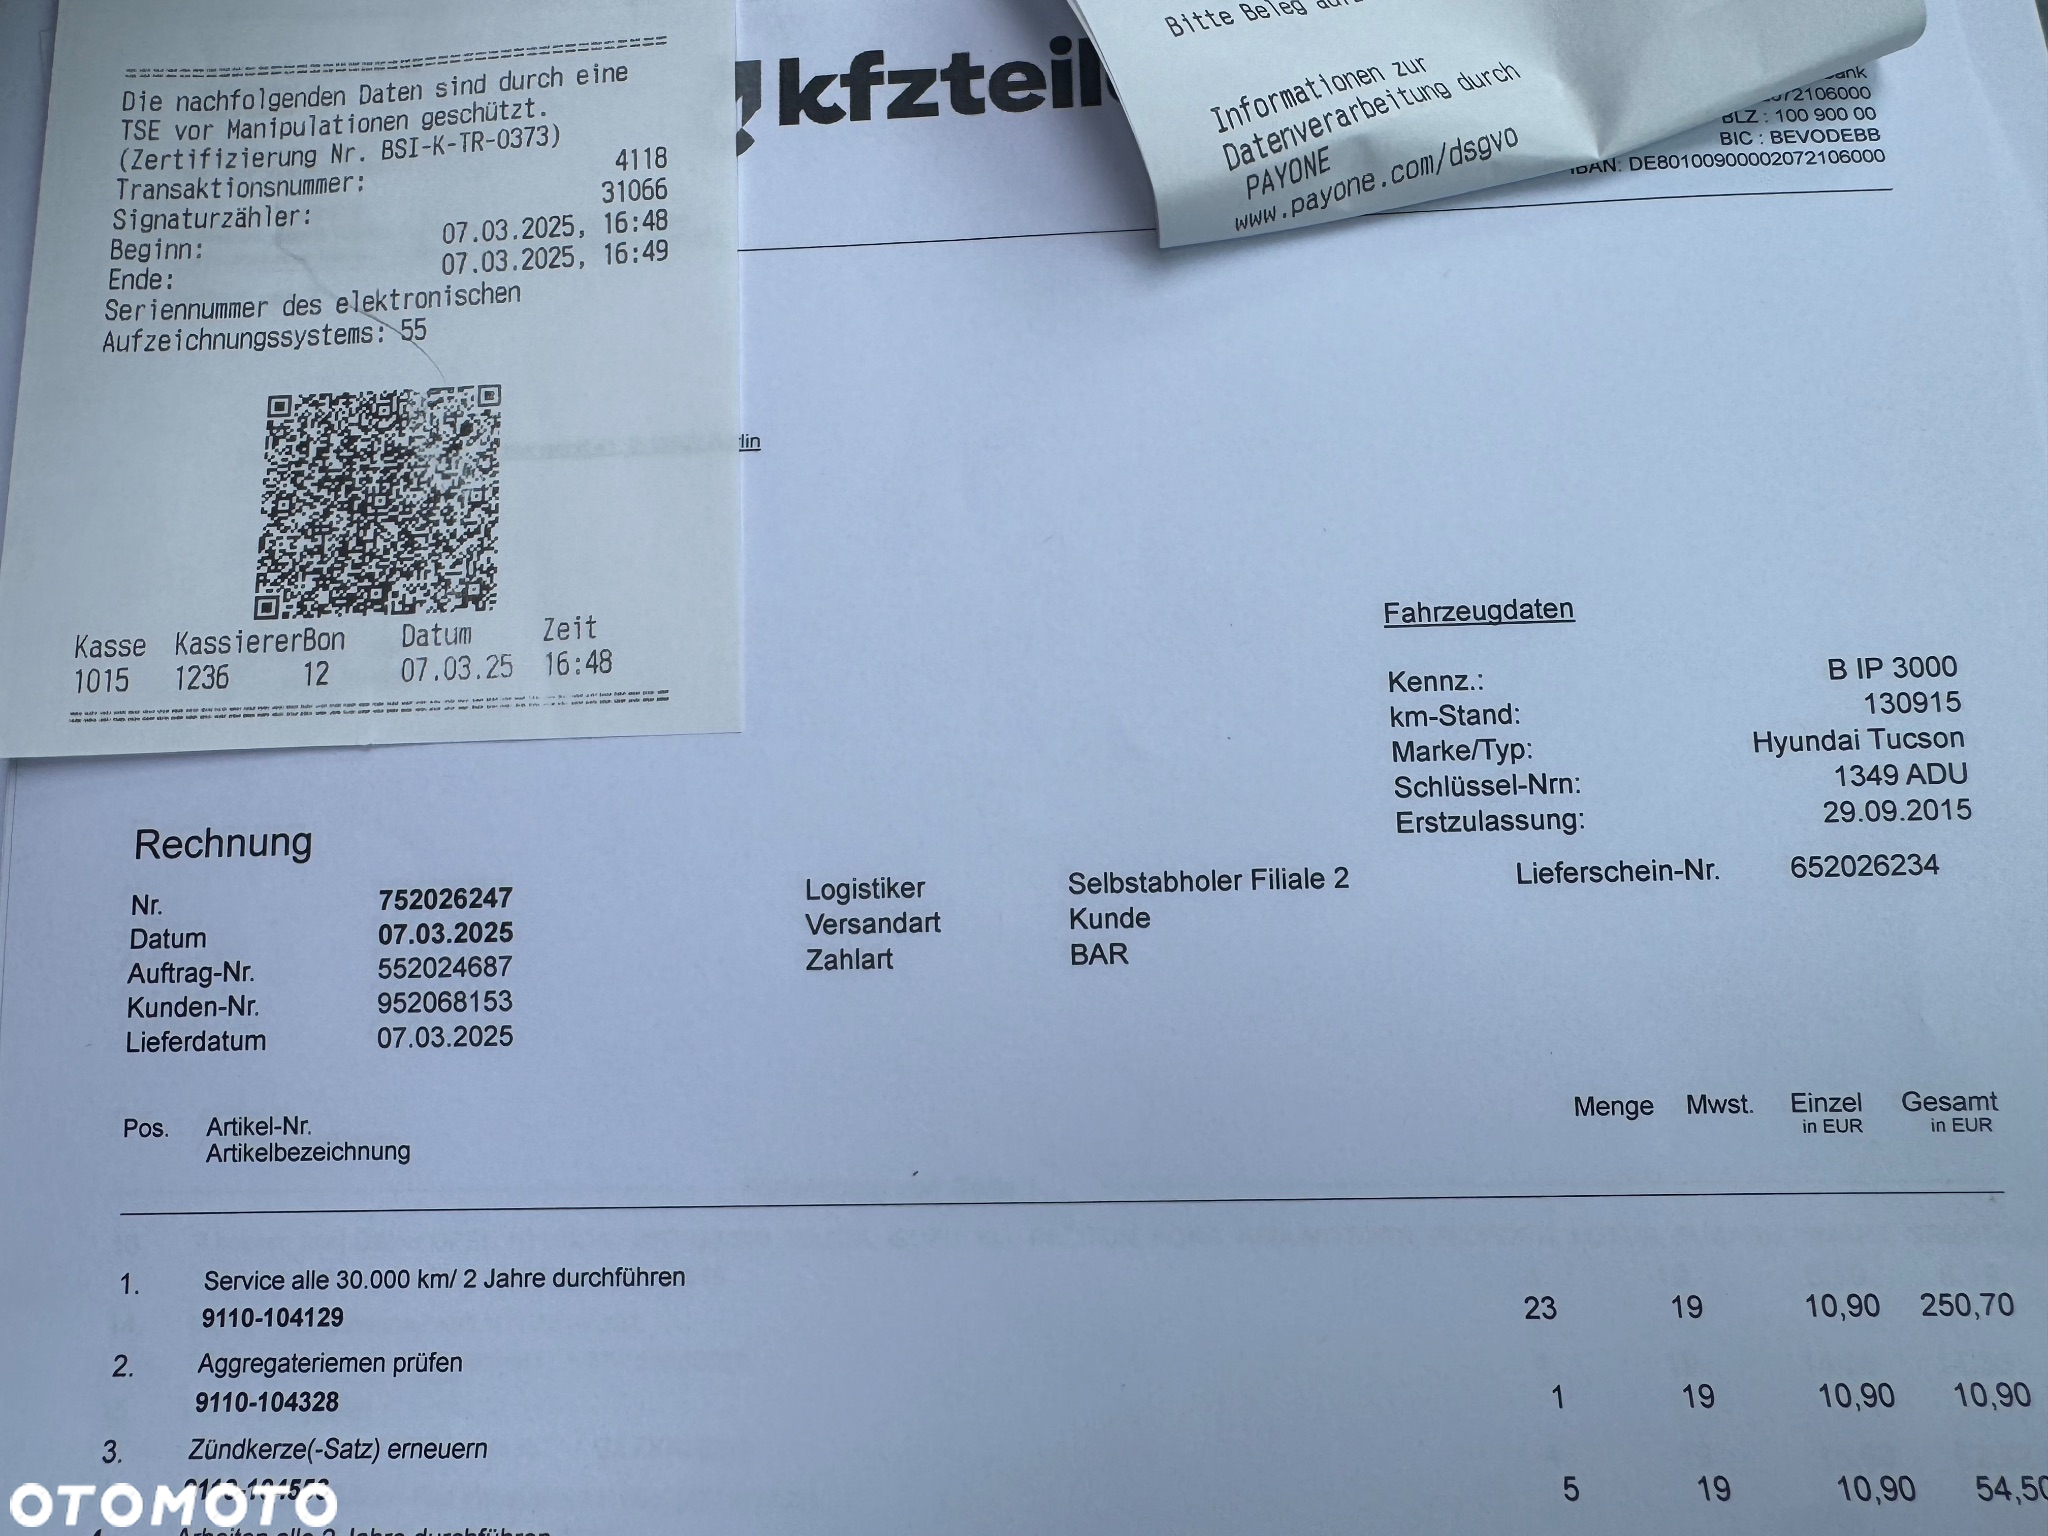 ==================================================
Die nachfolgenden Daten sind durch eine
TSE vor Manipulationen geschützt.
(Zertifizierung Nr. BSI-K-TR-0373)
Transaktionsnummer: 4118
Signaturzähler: 31066
Beginn: 07.03.2025, 16:48
Ende: 07.03.2025, 16:49
Seriennummer des elektronischen
Aufzeichnungssystems: 55
Kasse KassiererBon Datum Zeit
1015 1236 12 07.03.25 16:48
kfzteil
Bitte Beleg
Informationen zur
Datenverarbeitung durch
PAYONE
www.payone.com/dsgvo
ank
72106000
BLZ : 100 900 00
BIC : BEVODEBB
IBAN: DE80100900002072106000
lin
Fahrzeugdaten
Kennz.: B IP 3000
km-Stand: 130915
Marke/Typ: Hyundai Tucson
Schlüssel-Nrn: 1349 ADU
Erstzulassung: 29.09.2015
Rechnung
Nr. 752026247
Datum 07.03.2025
Auftrag-Nr. 552024687
Kunden-Nr. 952068153
Lieferdatum 07.03.2025
Logistiker Selbstabholer Filiale 2
Versandart Kunde
Zahlart BAR
Lieferschein-Nr. 652026234
Pos. Artikel-Nr. Menge Mwst. Einzel Gesamt
Artikelbezeichnung in EUR in EUR
1. Service alle 30.000 km/ 2 Jahre durchführen
9110-104129 23 19 10,90 250,70
2. Aggregateriemen prüfen
9110-104328 1 19 10,90 10,90
3. Zündkerze(-Satz) erneuern
5 19 10,90 54,50
Arbeiten alle 2 Jahre durchführen
OTOMOTO